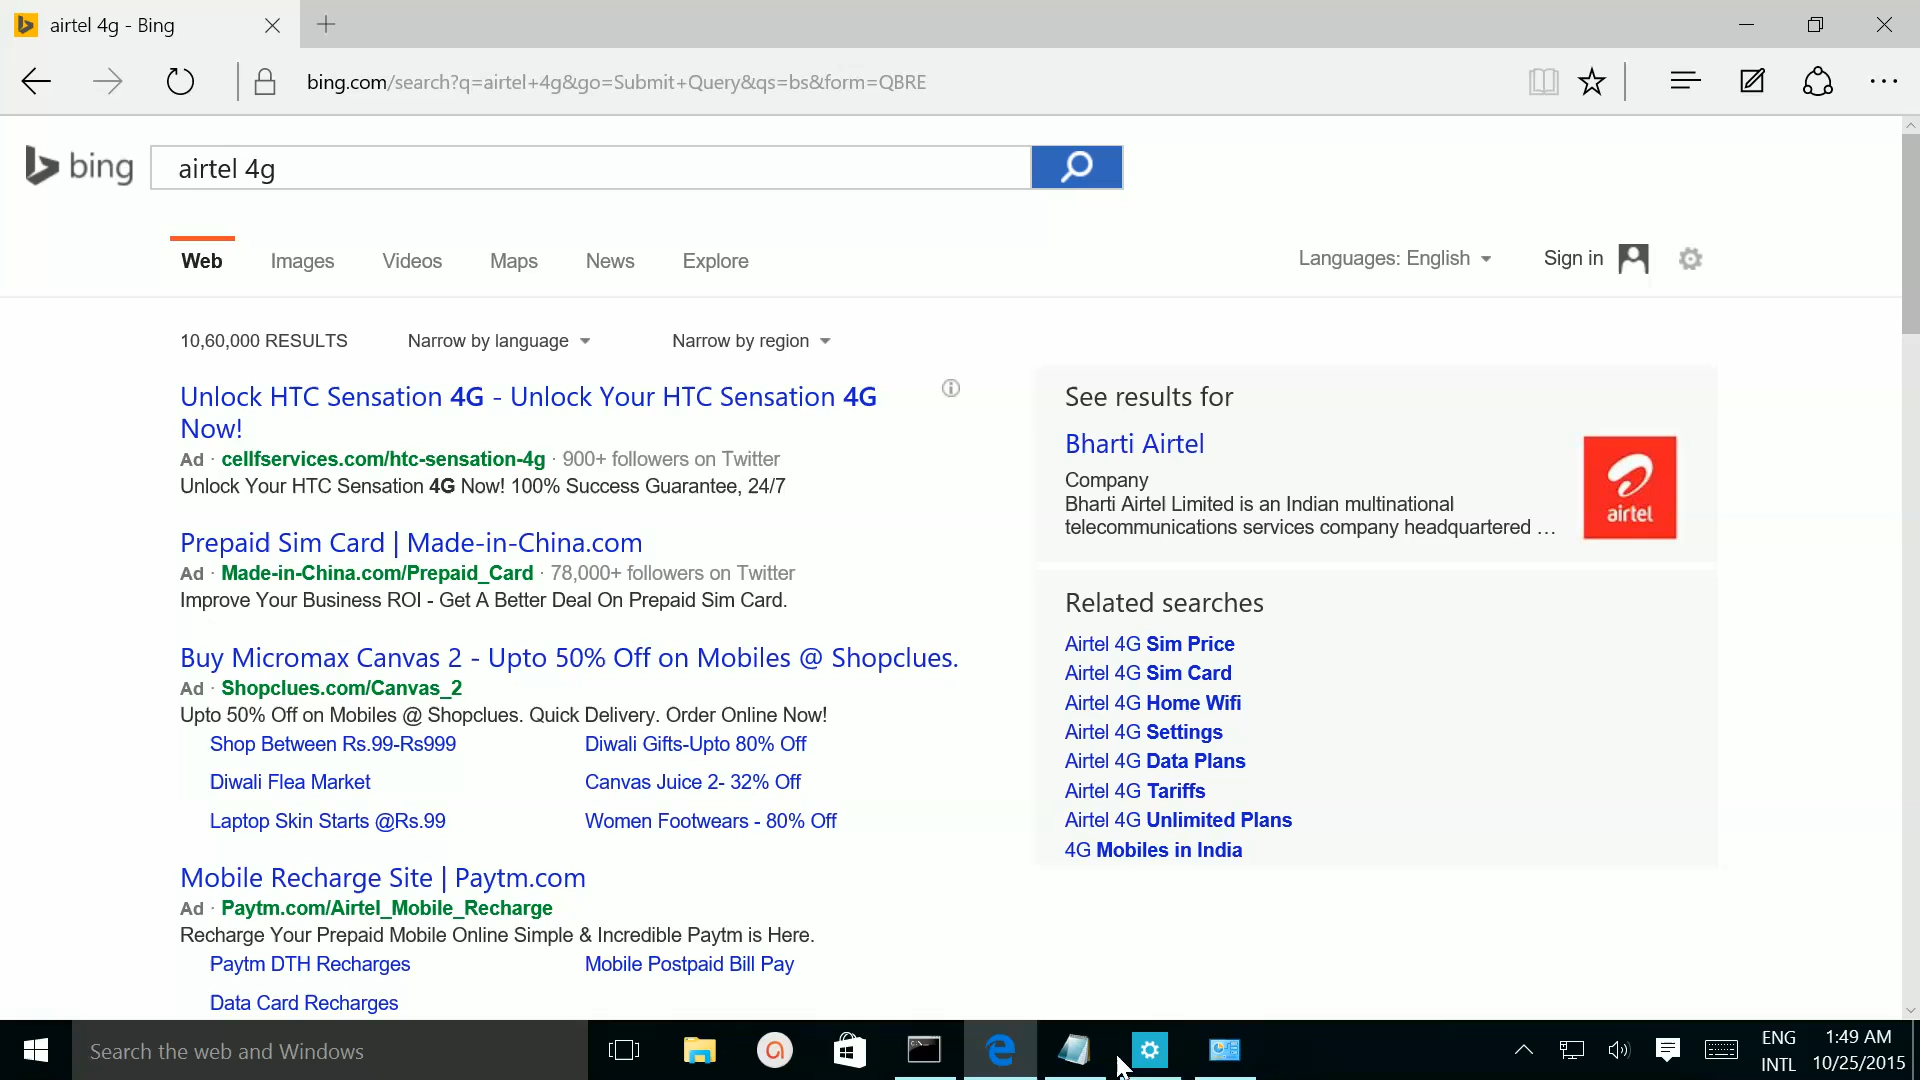 airtel 4g - Bing
bing.com/search?q=airtel+4g&go=Submit+Query&qs=bs&form=QBRE
bing
airtel 4g
Web Images Videos Maps News Explore
Languages: English Sign in
10,60,000 RESULTS Narrow by language Narrow by region
Unlock HTC Sensation 4G - Unlock Your HTC Sensation 4G
Now!
Ad · cellfservices.com/htc-sensation-4g · 900+ followers on Twitter
Unlock Your HTC Sensation 4G Now! 100% Success Guarantee, 24/7
Prepaid Sim Card | Made-in-China.com
Ad · Made-in-China.com/Prepaid_Card · 78,000+ followers on Twitter
Improve Your Business ROI - Get A Better Deal On Prepaid Sim Card.
Buy Micromax Canvas 2 - Upto 50% Off on Mobiles @ Shopclues.
Ad · Shopclues.com/Canvas_2
Upto 50% Off on Mobiles @ Shopclues. Quick Delivery. Order Online Now!
Shop Between Rs.99-Rs999 Diwali Gifts-Upto 80% Off
Diwali Flea Market Canvas Juice 2- 32% Off
Laptop Skin Starts @Rs.99 Women Footwears - 80% Off
Mobile Recharge Site | Paytm.com
Ad · Paytm.com/Airtel_Mobile_Recharge
Recharge Your Prepaid Mobile Online Simple & Incredible Paytm is Here.
Paytm DTH Recharges Mobile Postpaid Bill Pay
Data Card Recharges
See results for
Bharti Airtel
Company
Bharti Airtel Limited is an Indian multinational
telecommunications services company headquartered ...
airtel
Related searches
Airtel 4G Sim Price
Airtel 4G Sim Card
Airtel 4G Home Wifi
Airtel 4G Settings
Airtel 4G Data Plans
Airtel 4G Tariffs
Airtel 4G Unlimited Plans
4G Mobiles in India
Search the web and Windows
ENG
INTL
1:49 AM
10/25/2015